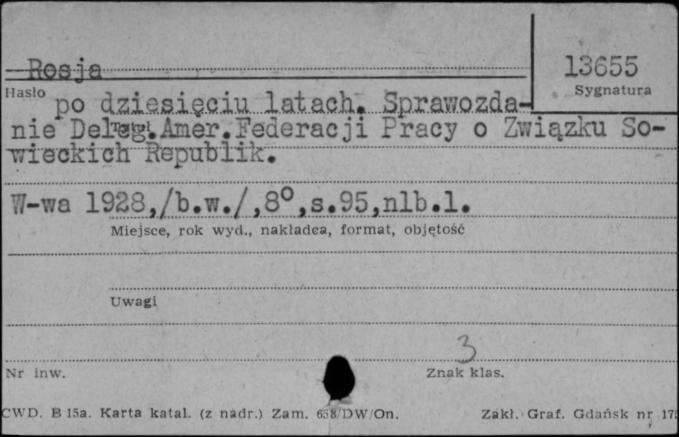 Rosja
13655
Hasło
Sygnatura
po dziesięciu latach. Sprawozda-
nie Deleg.Amer.Federacji Pracy o Związku So-
wieckich Republik.
W-wa 1928,/b.w./,8°,s.95,nlb.1.
Miejsce, rok wyd., nakładca, format, objętość
Uwagi
3
Nr inw.
Znak klas.
CWD. B 15a. Karta katal. (z nadr.) Zam. 658/DW/On.
Zakł. Graf. Gdańsk nr 175